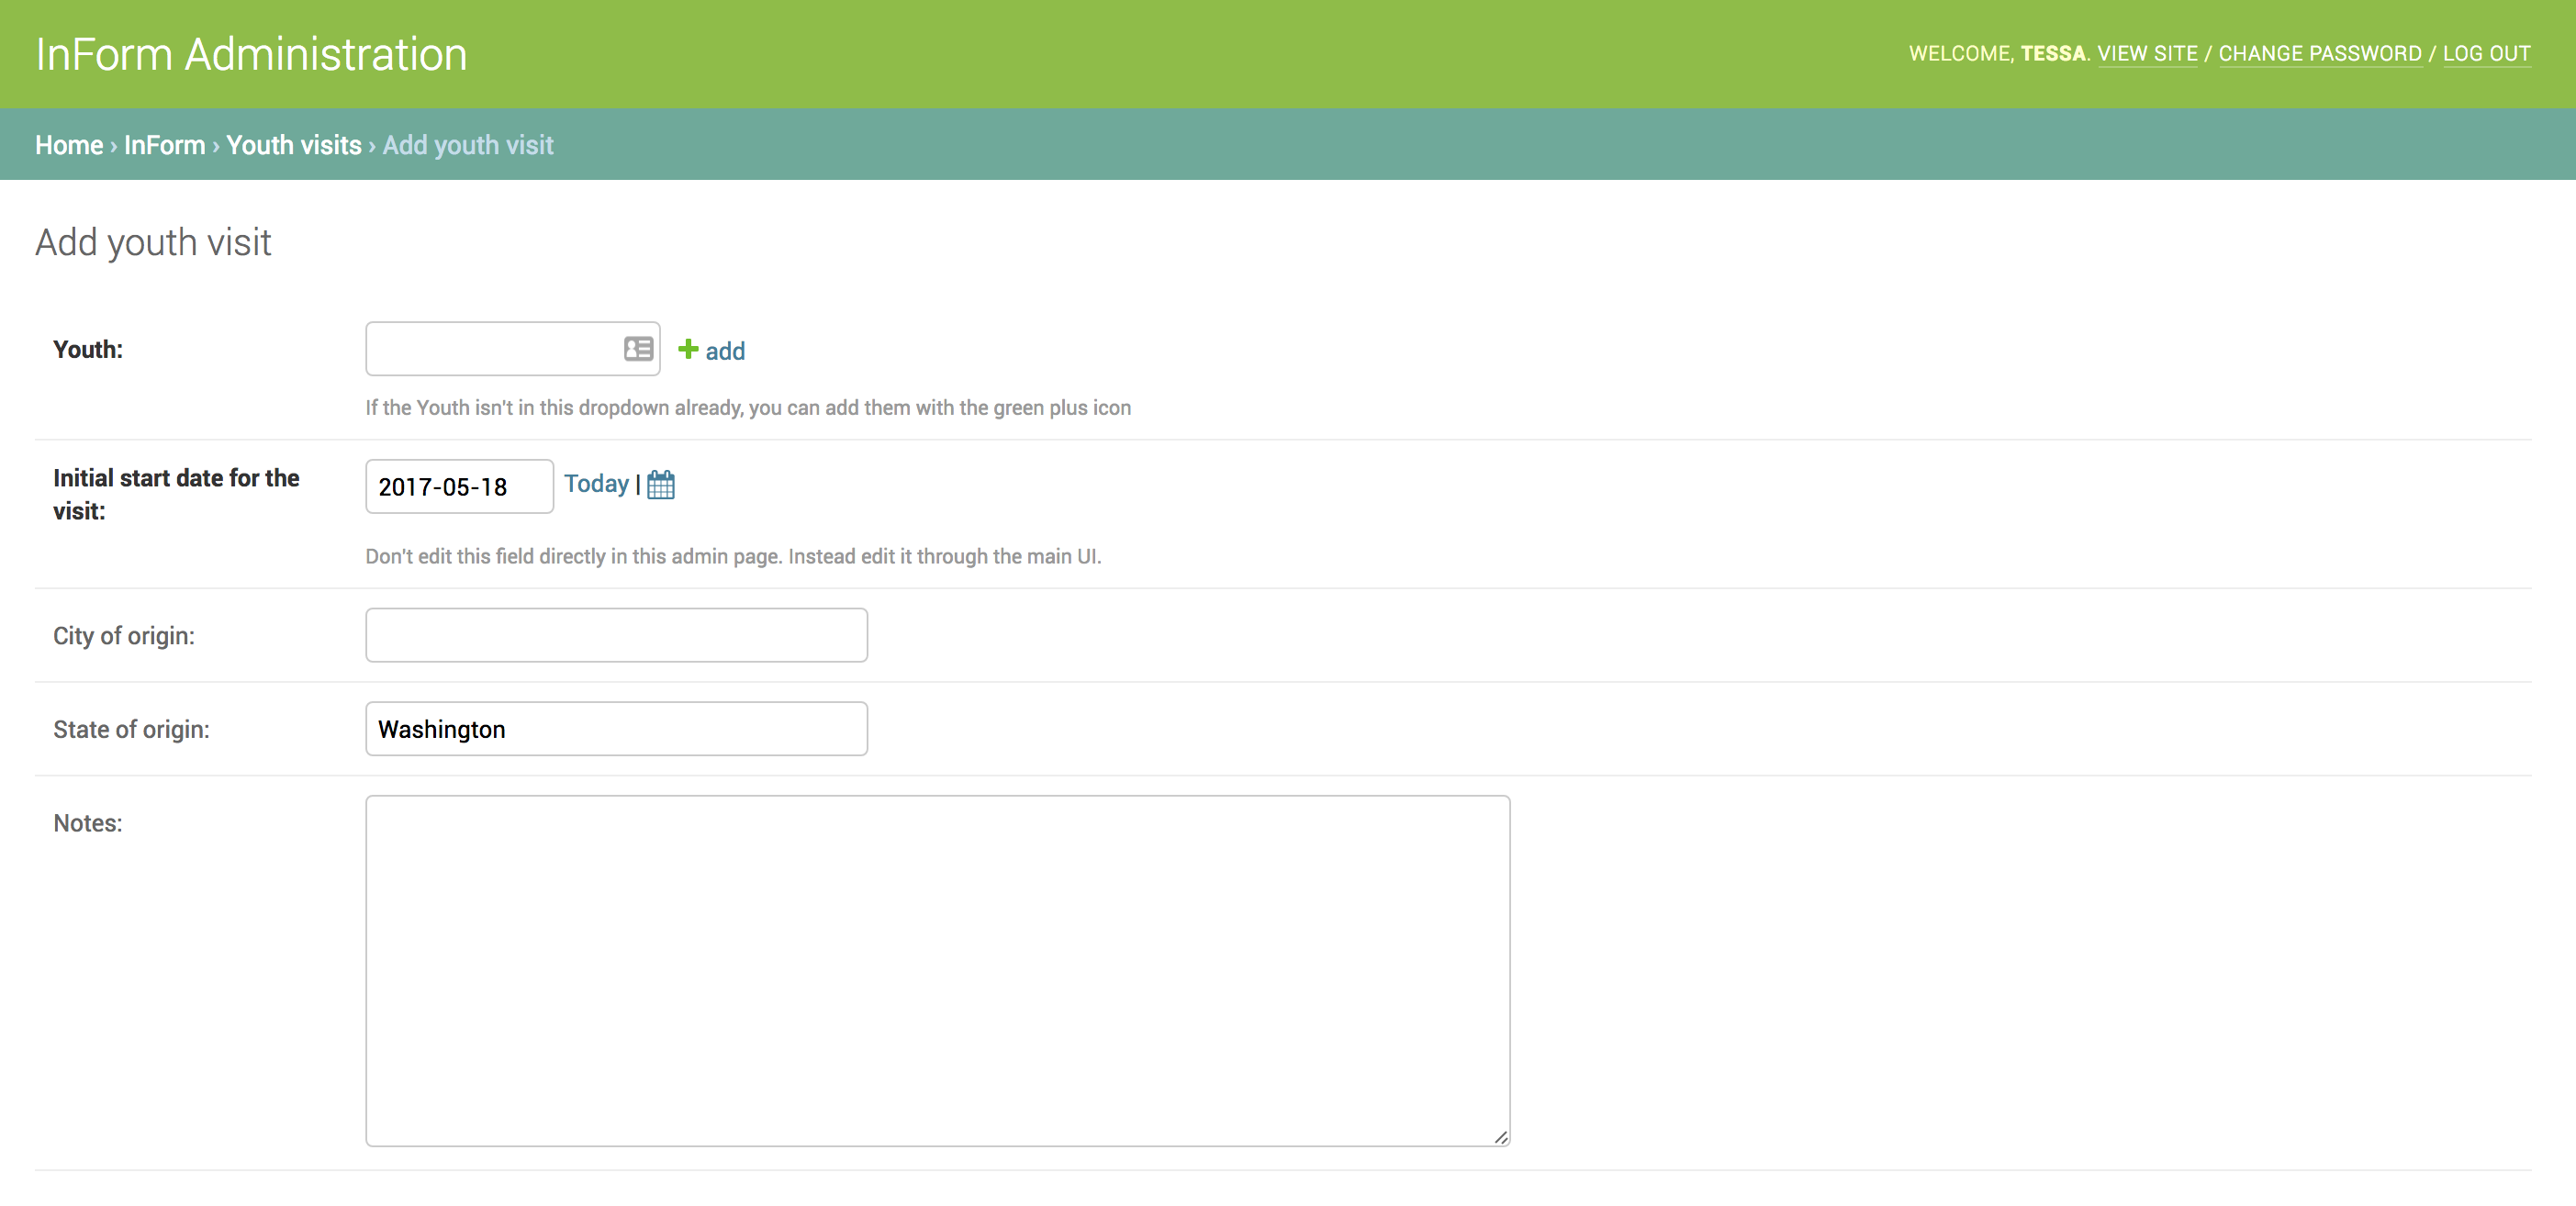 InForm Administration
WELCOME, TESSA. VIEW SITE / CHANGE PASSWORD / LOG OUT
Home › InForm › Youth visits › Add youth visit
Add youth visit
Youth:
add
If the Youth isn't in this dropdown already, you can add them with the green plus icon
Initial start date for the
visit:
2017-05-18
Today |
Don't edit this field directly in this admin page. Instead edit it through the main UI.
City of origin:
State of origin:
Washington
Notes: